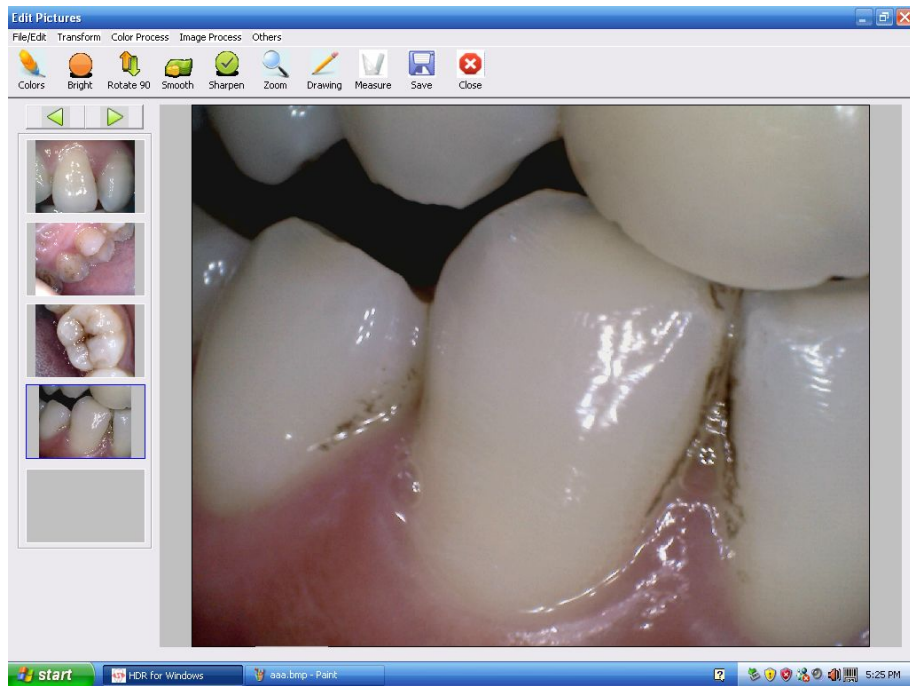 Edit Pictures
File/Edit Transform Color Process Image Process Others
Colors Bright Rotate 90 Smooth Sharpen Zoom Drawing Measure Save Close
start HDR for Windows aaa.bmp - Paint 5:25 PM